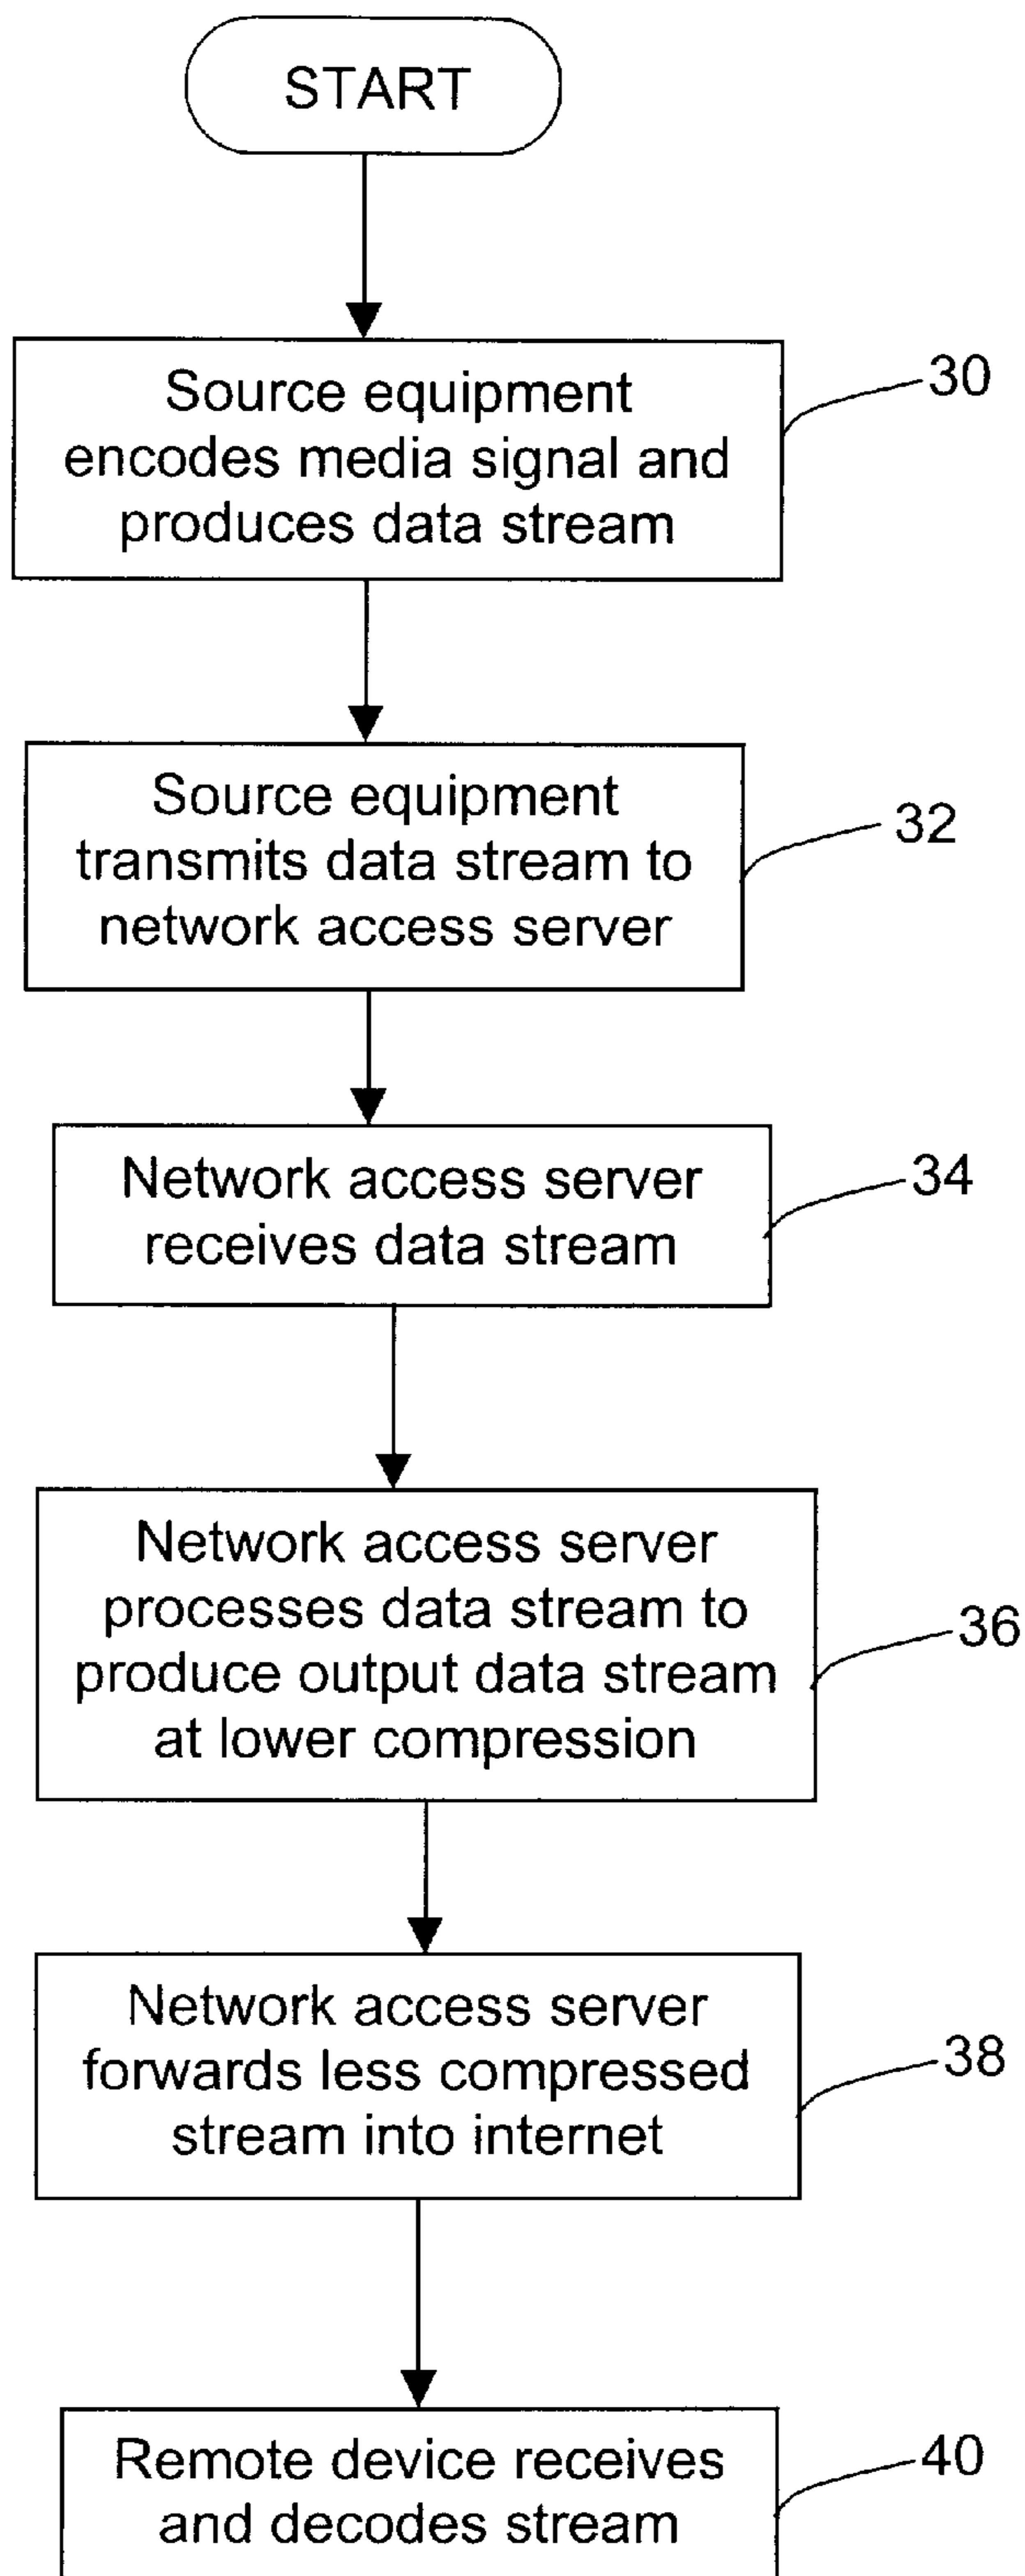 START
Source equipment
encodes media signal and
produces data stream
30
Source equipment
transmits data stream to
network access server
32
Network access server
receives data stream
34
Network access server
processes data stream to
produce output data stream
at lower compression
36
Network access server
forwards less compressed
stream into internet
38
Remote device receives
and decodes stream
40